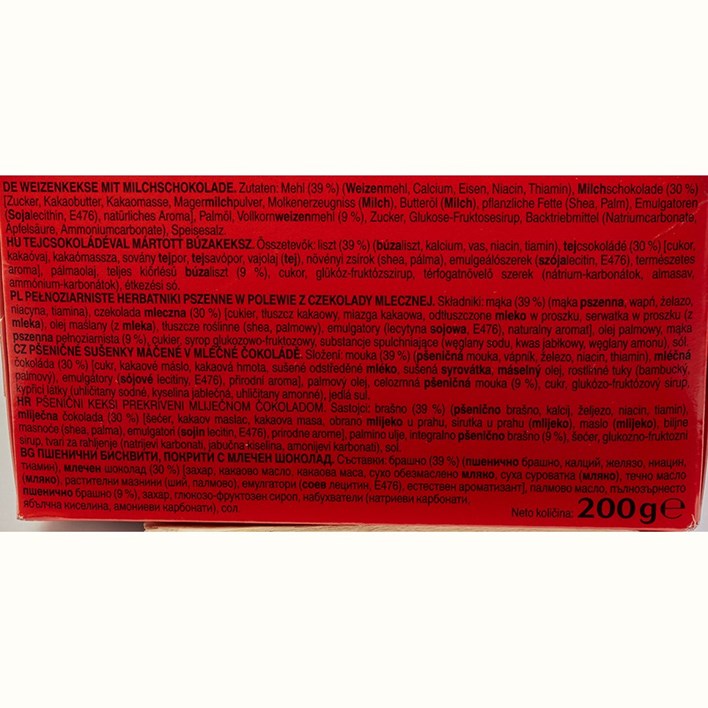 DE WEIZENKEKSE MIT MILCHSCHOKOLADE. Zutaten: Mehl (39 %) (Weizenmehl, Calcium, Eisen, Niacin, Thiamin), Milchschokolade (30 %)
[Zucker, Kakaobutter, Kakaomasse, Magermilchpulver, Molkenerzeugniss (Milch), Butteröl (Milch), pflanzliche Fette (Shea, Palm), Emulgatoren
(Sojalecithin, E476), natürliches Aroma], Palmöl, Vollkornweizenmehl (9 %), Zucker, Glukose-Fruktosesirup, Backtriebmittel (Natriumcarbonate,
Äpfelsäure, Ammoniumcarbonate), Speisesalz.
HU TEJCSOKOLÁDÉVAL MÁRTOTT BÚZAKEKSZ. Összetevők: liszt (39 %) (búzaliszt, kalcium, vas, niacin, tiamin), tejcsokoládé (30 %) [cukor,
kakaóvaj, kakaómassza, sovány tejpor, tejsavópor, vajolaj (tej), növényi zsírok (shea, pálma), emulgeálószerek (szójalecitin, E476), természetes
aroma], pálmaolaj, teljes kiőrlésű búzaliszt (9 %), cukor, glükóz-fruktózszirup, térfogatnövelő szerek (nátrium-karbonátok, almasav,
ammónium-karbonátok), étkezési só.
PL PEŁNOZIARNISTE HERBATNIKI PSZENNE W POLEWIE Z CZEKOLADY MLECZNEJ. Składniki: mąka (39 %) (mąka pszenna, wapń, żelazo,
niacyna, tiamina), czekolada mleczna (30 %) [cukier, tłuszcz kakaowy, miazga kakaowa, odtłuszczone mleko w proszku, serwatka w proszku (z
mleka), olej maślany (z mleka), tłuszcze roślinne (shea, palmowy), emulgatory (lecytyna sojowa, E476), naturalny aromat], olej palmowy, mąka
pszenna pełnoziarnista (9 %), cukier, syrop glukozowo-fruktozowy, substancje spulchniające (węglany sodu, kwas jabłkowy, węglany amonu), sól.
CZ PŠENIČNÉ SUŠENKY MÁČENÉ V MLÉČNÉ ČOKOLÁDĚ. Složení: mouka (39 %) (pšeničná mouka, vápník, železo, niacin, thiamin), mléčná
čokoláda (30 %) [cukr, kakaové máslo, kakaová hmota, sušené odstředěné mléko, sušená syrovátka, máselný olej, rostlinné tuky (bambucký,
palmový), emulgátory (sójové lecitiny, E476), přírodní aroma], palmový olej, celozrnná pšeničná mouka (9 %), cukr, glukózo-fruktózový sirup,
kypřicí látky (uhličitany sodné, kyselina jablečná, uhličitany amonné), jedlá sůl.
HR PŠENIČNI KEKSI PREKRIVENI MLIJEČNOM ČOKOLADOM. Sastojci: brašno (39 %) (pšenično brašno, kalcij, željezo, niacin, tiamin),
mliječna čokolada (30 %) [šećer, kakaov maslac, kakaova masa, obrano mlijeko u prahu, sirutka u prahu (mlijeko), maslo (mlijeko), biljne
masnoće (shea, palma), emulgatori (sojin lecitin, E476), prirodne arome], palmino ulje, integralno pšenično brašno (9 %), šećer, glukozno-fruktozni
sirup, tvari za rahljenje (natrijevi karbonati, jabučna-kiselina, amonijevi karbonati), sol.
BG ПШЕНИЧНИ БИСКВИТИ, ПОКРИТИ С МЛЕЧЕН ШОКОЛАД. Съставки: брашно (39 %) (пшенично брашно, калций, желязо, ниацин,
тиамин), млечен шоколад (30 %) [захар, какаово масло, какаова маса, сухо обезмаслено мляко, суха суроватка (мляко), течно масло
(мляко), растителни мазнини (ший, палмово), емулгатори (соев лецитин, E476), естествен ароматизант], палмово масло, пълнозърнесто
пшенично брашно (9 %), захар, глюкозо-фруктозен сироп, набухватели (натриеви карбонати,
ябълчна киселина, амониеви карбонати), сол.
Neto količina: 200g℮